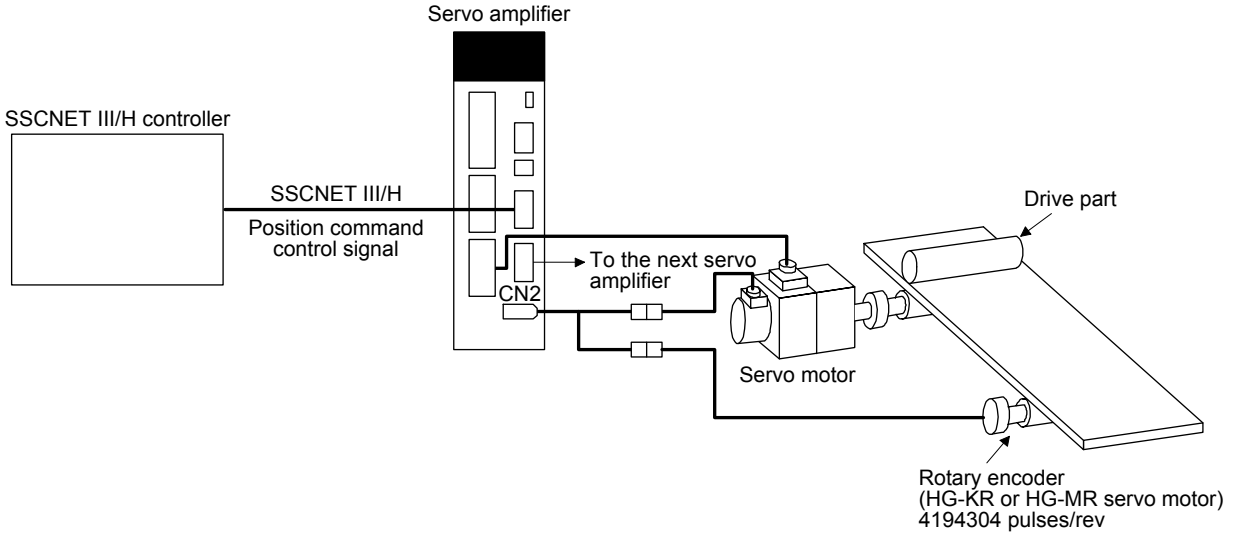 Servo amplifier
SSCNET III/H controller
SSCNET III/H
Position command
control signal
Drive part
To the next servo
amplifier
CN2
Servo motor
Rotary encoder
(HG-KR or HG-MR servo motor)
4194304 pulses/rev